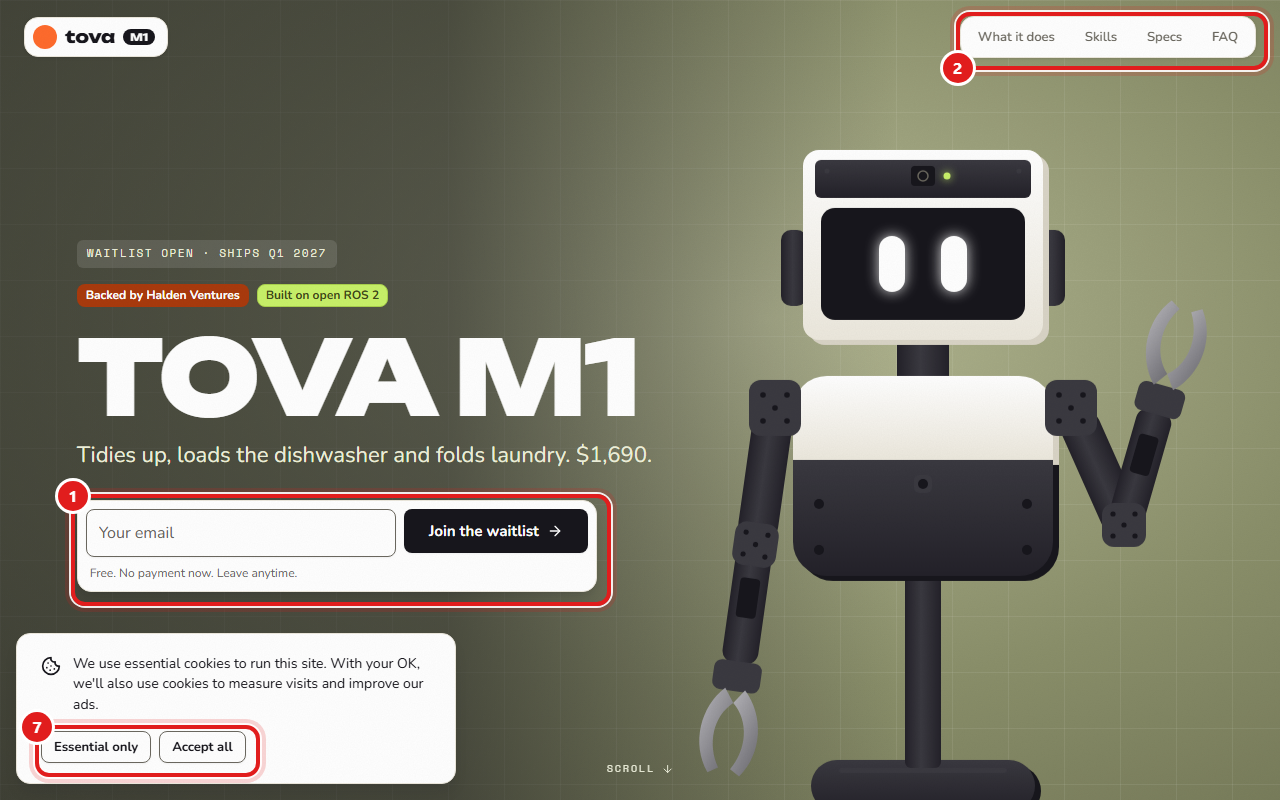 tova M1
What it does Skills Specs FAQ
2
WAITLIST OPEN · SHIPS Q1 2027
Backed by Halden Ventures Built on open ROS 2
TOVA M1
Tidies up, loads the dishwasher and folds laundry. $1,690.
1
Your email Join the waitlist →
Free. No payment now. Leave anytime.
We use essential cookies to run this site. With your OK,
we'll also use cookies to measure visits and improve our
ads.
7
Essential only Accept all
SCROLL ↓